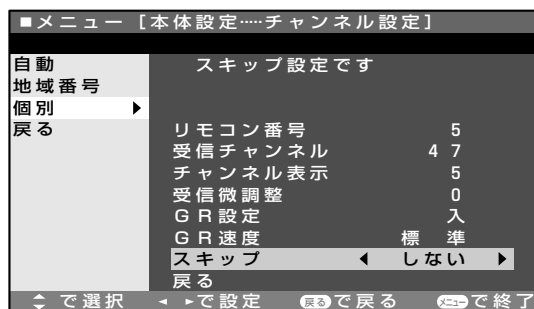 ■メニュー [本体設定┈チャンネル設定]
自動
地域番号
個別 ▶
戻る
スキップ設定です
リモコン番号 5
受信チャンネル 47
チャンネル表示 5
受信微調整 0
GR設定 入
GR速度 標準
スキップ ◀ しない ▶
戻る
で選択 ◀ ▶で設定 戻るで戻る メニューで終了